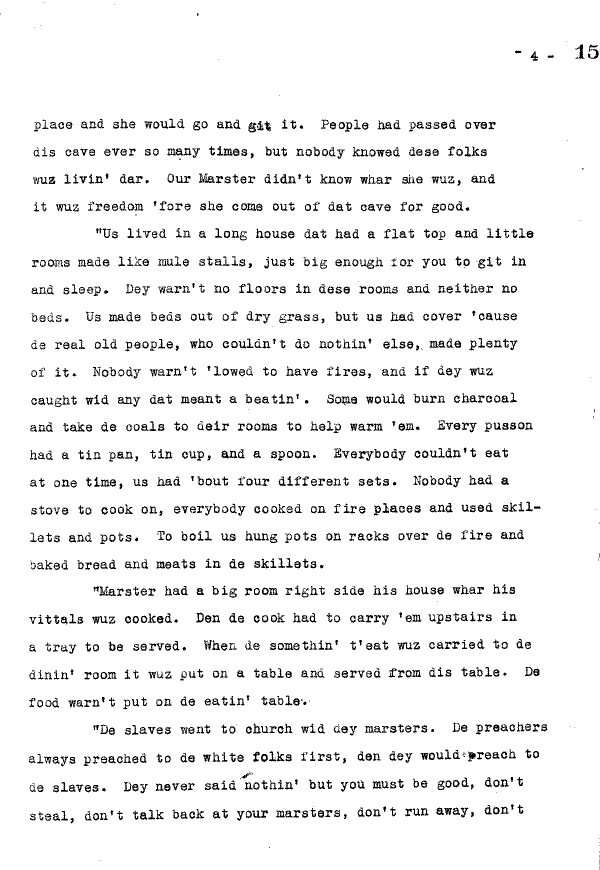 - 4 - 15
place and she would go and git it. People had passed over
dis cave ever so many times, but nobody knowed dese folks
wuz livin' dar. Our Marster didn't know whar she wuz, and
it wuz freedom 'fore she come out of dat cave for good.
"Us lived in a long house dat had a flat top and little
rooms made like mule stalls, just big enough for you to git in
and sleep. Dey warn't no floors in dese rooms and neither no
beds. Us made beds out of dry grass, but us had cover 'cause
de real old people, who couldn't do nothin' else, made plenty
of it. Nobody warn't 'lowed to have fires, and if dey wuz
caught wid any dat meant a beatin'. Some would burn charcoal
and take de coals to deir rooms to help warm 'em. Every pusson
had a tin pan, tin cup, and a spoon. Everybody couldn't eat
at one time, us had 'bout four different sets. Nobody had a
stove to cook on, everybody cooked on fire places and used skil-
lets and pots. To boil us hung pots on racks over de fire and
baked bread and meats in de skillets.
"Marster had a big room right side his house whar his
vittals wuz cooked. Den de cook had to carry 'em upstairs in
a tray to be served. When de somethin' t'eat wuz carried to de
dinin' room it wuz put on a table and served from dis table. De
food warn't put on de eatin' table.
"De slaves went to church wid dey marsters. De preachers
always preached to de white folks first, den dey would preach to
de slaves. Dey never said nothin' but you must be good, don't
steal, don't talk back at your marsters, don't run away, don't